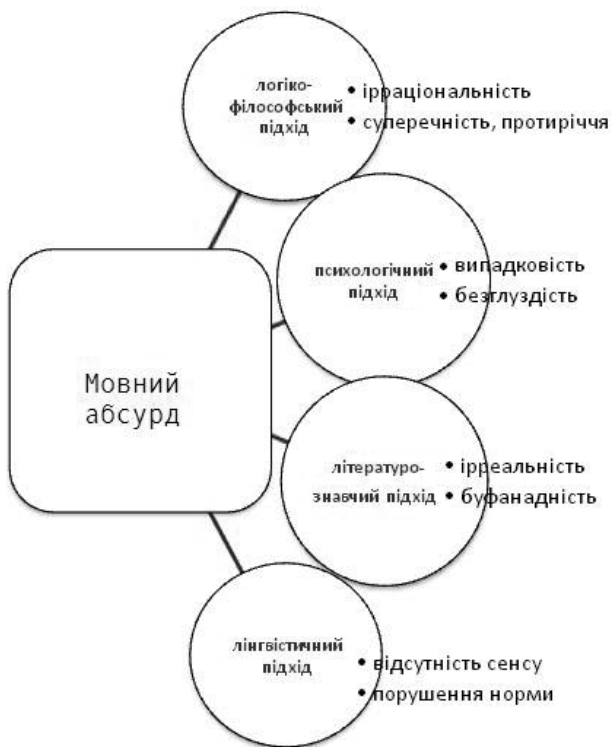 логіко-
філософський
підхід
• ірраціональність
• суперечність, протиріччя
психологічний
підхід
• випадковість
• безглуздість
Мовний
абсурд
літературо-
знавчий підхід
• ірреальність
• буфанадність
лінгвістичний
підхід
• відсутність сенсу
• порушення норми